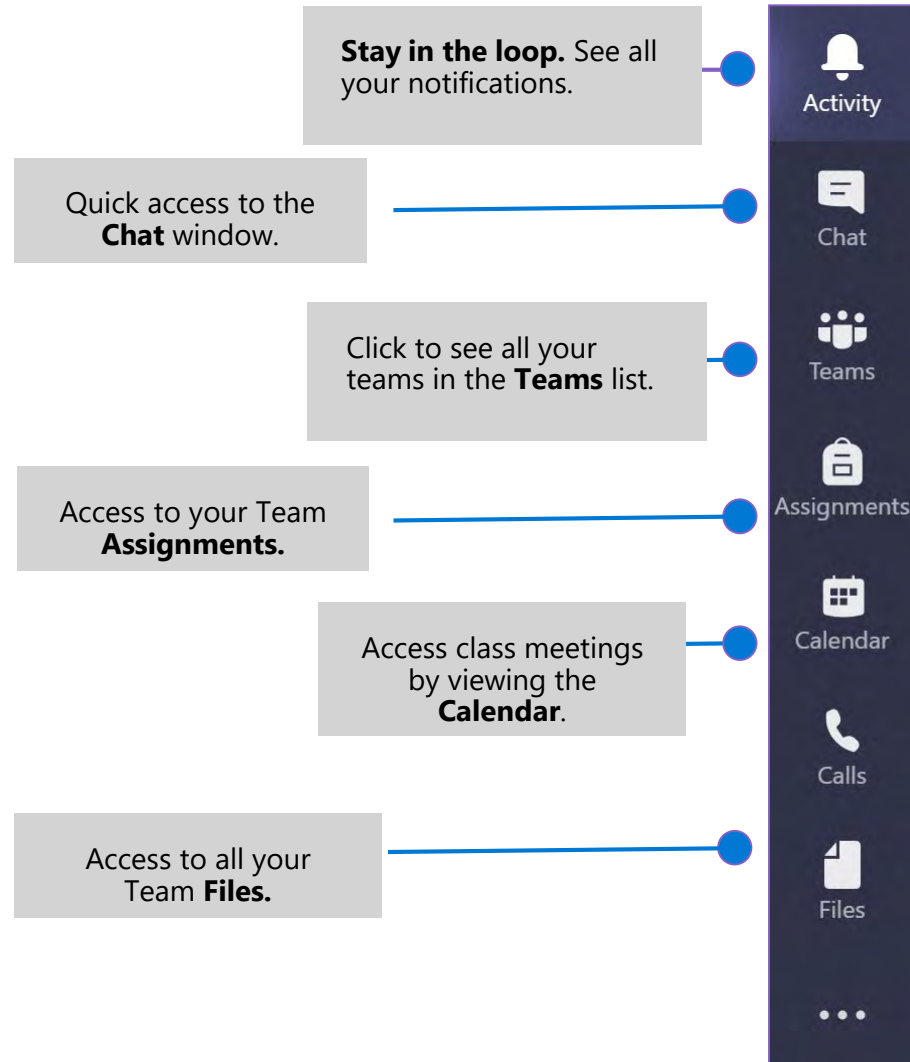 Stay in the loop. See all
your notifications.
Activity
Quick access to the
Chat window.
Chat
Click to see all your
teams in the Teams list.
Teams
Access to your Team
Assignments.
Assignments
Access class meetings
by viewing the
Calendar.
Calendar
Calls
Access to all your
Team Files.
Files